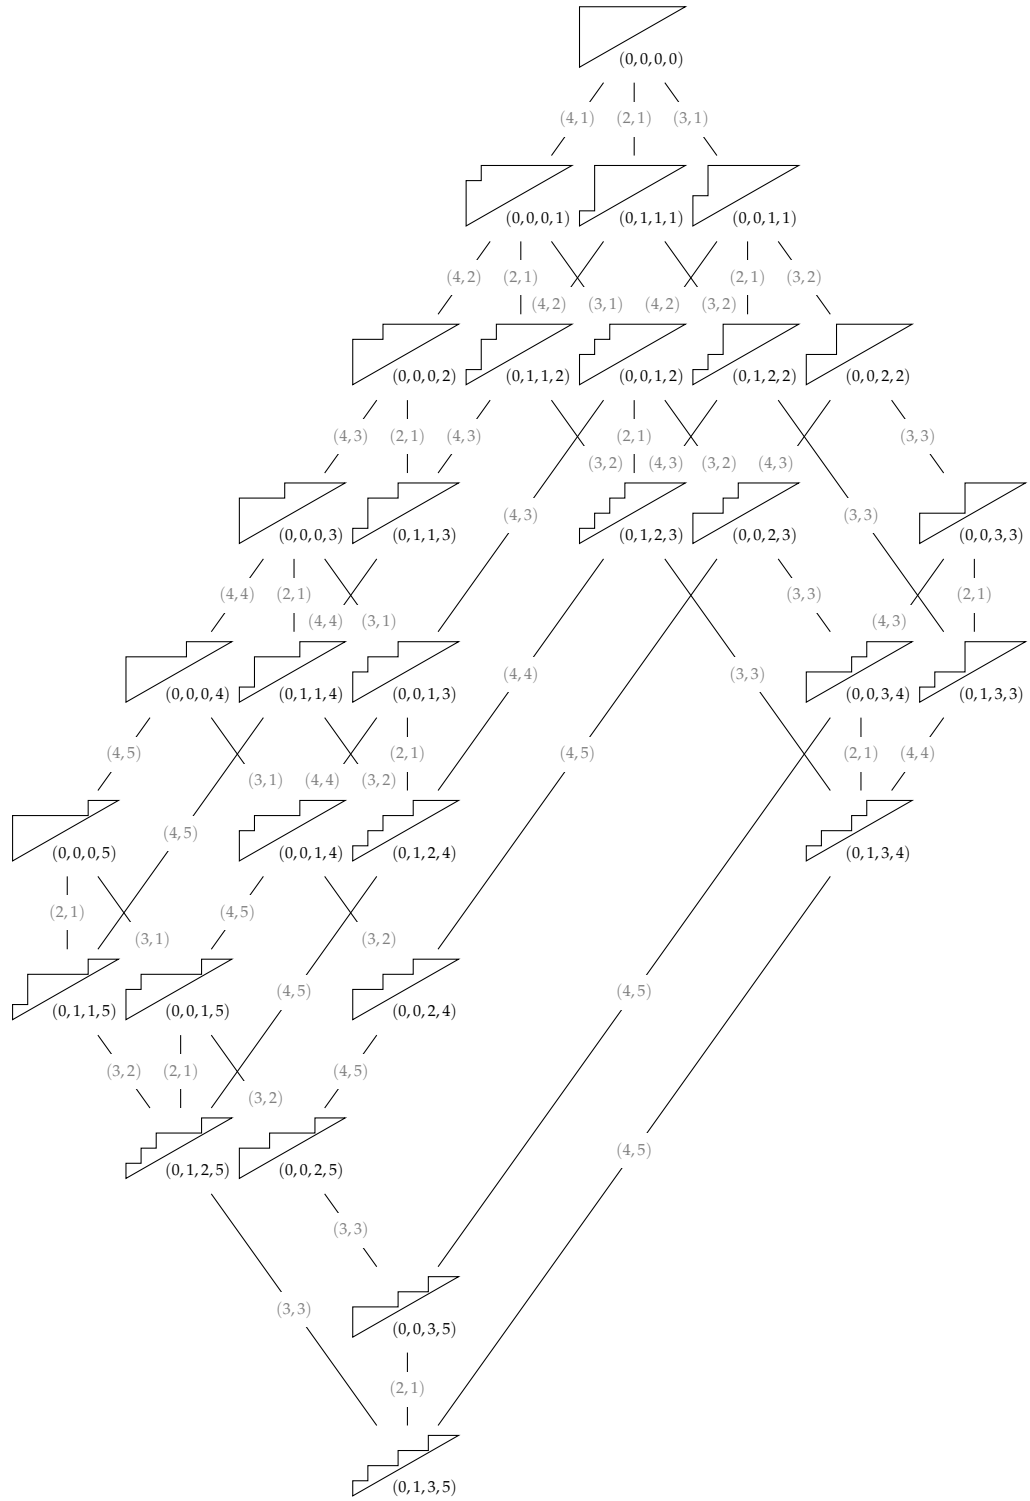 (0,0,0,0)
(4,1) (2,1) (3,1)
(0,0,0,1) (0,1,1,1) (0,0,1,1)
(4,2) (2,1) (2,1) (3,2)
(4,2) (3,1) (4,2) (3,2)
(0,0,0,2) (0,1,1,2) (0,0,1,2) (0,1,2,2) (0,0,2,2)
(4,3) (2,1) (4,3) (2,1) (3,3)
(3,2) (4,3) (3,2) (4,3)
(4,3) (3,3)
(0,0,0,3) (0,1,1,3) (0,1,2,3) (0,0,2,3) (0,0,3,3)
(4,4) (2,1) (3,3) (2,1)
(4,4) (3,1) (4,3)
(4,4) (3,3)
(0,0,0,4) (0,1,1,4) (0,0,1,3) (0,0,3,4) (0,1,3,3)
(4,5) (2,1) (4,5) (2,1) (4,4)
(3,1) (4,4) (3,2)
(4,5)
(0,0,0,5) (0,0,1,4) (0,1,2,4) (0,1,3,4)
(2,1) (4,5)
(3,1) (3,2)
(4,5) (4,5)
(0,1,1,5) (0,0,1,5) (0,0,2,4)
(3,2) (2,1) (4,5)
(3,2)
(4,5)
(0,1,2,5) (0,0,2,5)
(3,3)
(3,3)
(0,0,3,5)
(2,1)
(0,1,3,5)